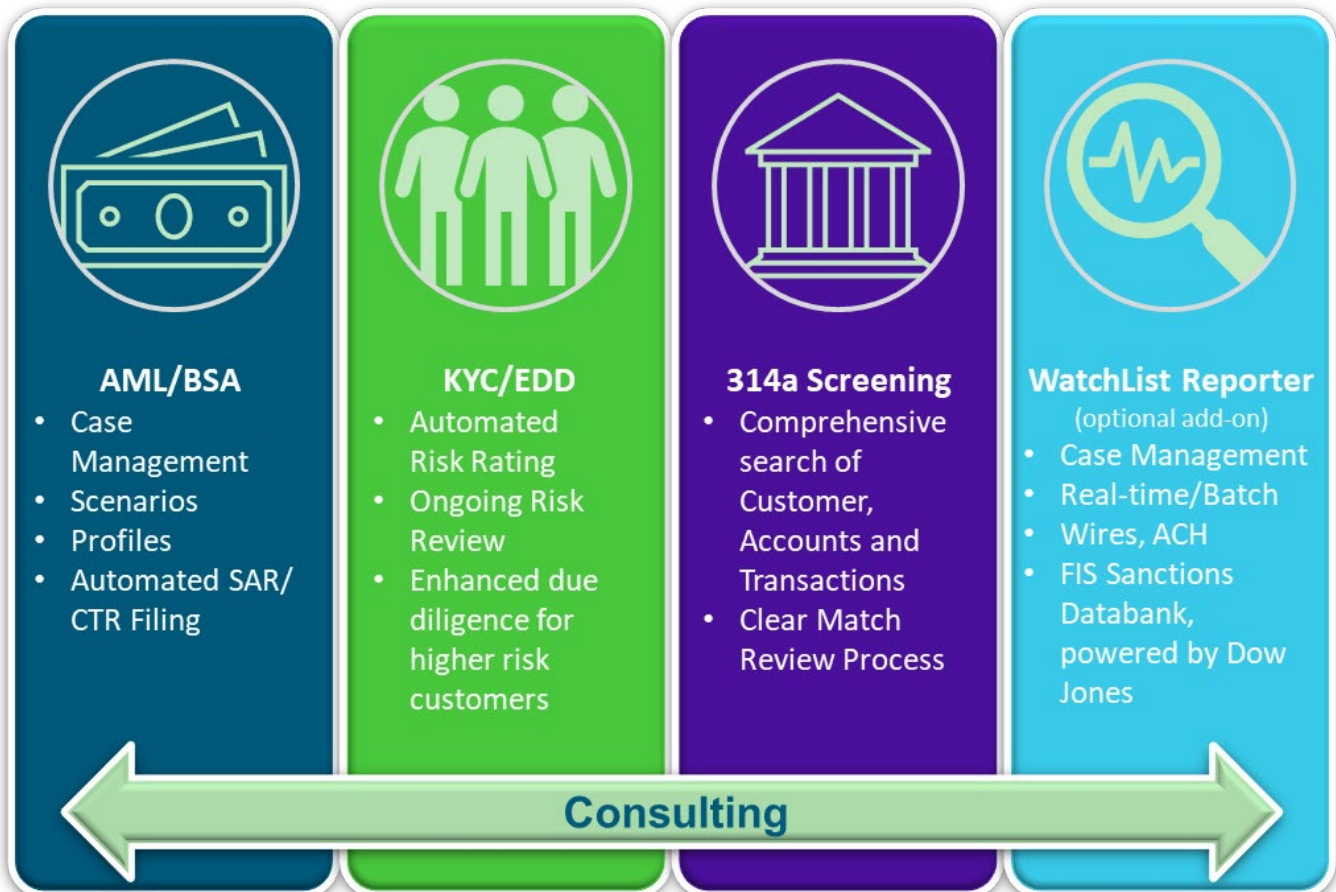 AML/BSA
• Case
Management
• Scenarios
• Profiles
• Automated SAR/
CTR Filing
KYC/EDD
• Automated
Risk Rating
• Ongoing Risk
Review
• Enhanced due
diligence for
higher risk
customers
314a Screening
• Comprehensive
search of
Customer,
Accounts and
Transactions
• Clear Match
Review Process
WatchList Reporter
(optional add-on)
• Case Management
• Real-time/Batch
• Wires, ACH
• FIS Sanctions
Databank,
powered by Dow
Jones
Consulting